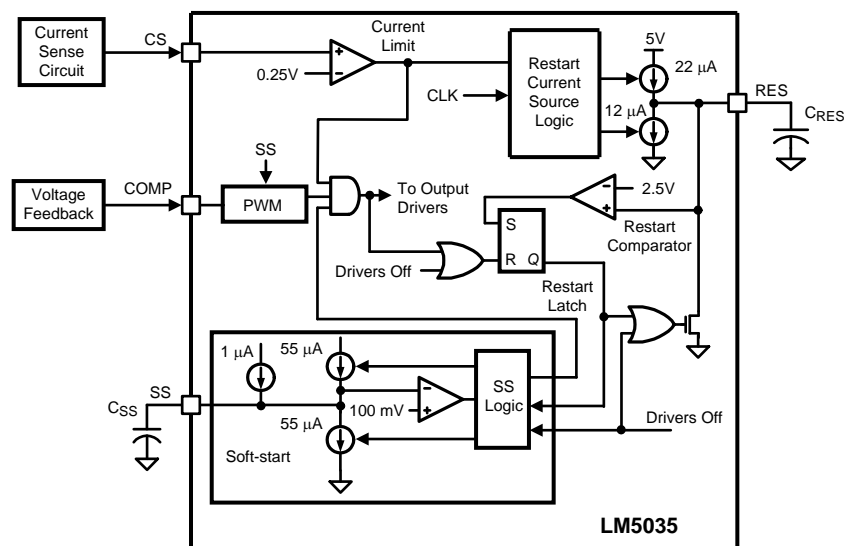 Current
Sense
Circuit
CS
0.25V
Current
Limit
CLK
Restart
Current
Source
Logic
5V
22 μA
12 μA
RES
CRES
Voltage
Feedback
COMP
SS
PWM
To Output
Drivers
Drivers Off
S
R Q
Restart
Latch
2.5V
Restart
Comparator
1 μA
55 μA
SS
CSS
55 μA
100 mV
SS
Logic
Soft-start
Drivers Off
LM5035